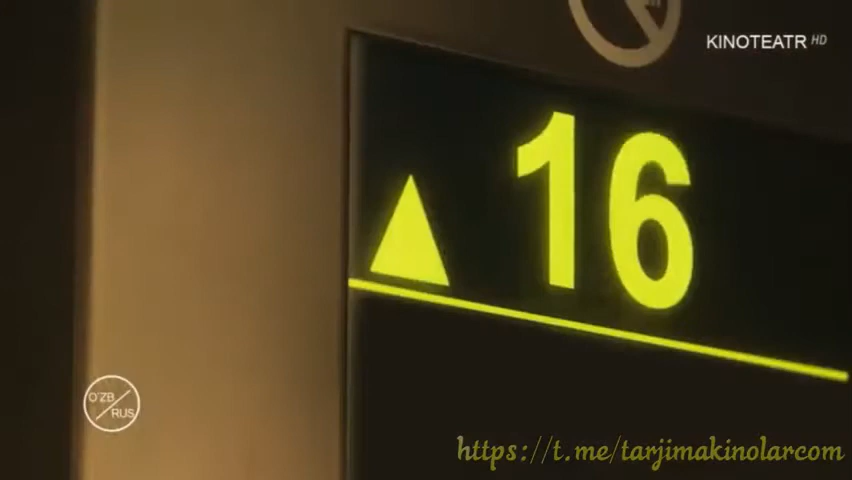 KINOTEATR HD
16
O'ZB
RUS
https://t.me/tarjimakinolarcom